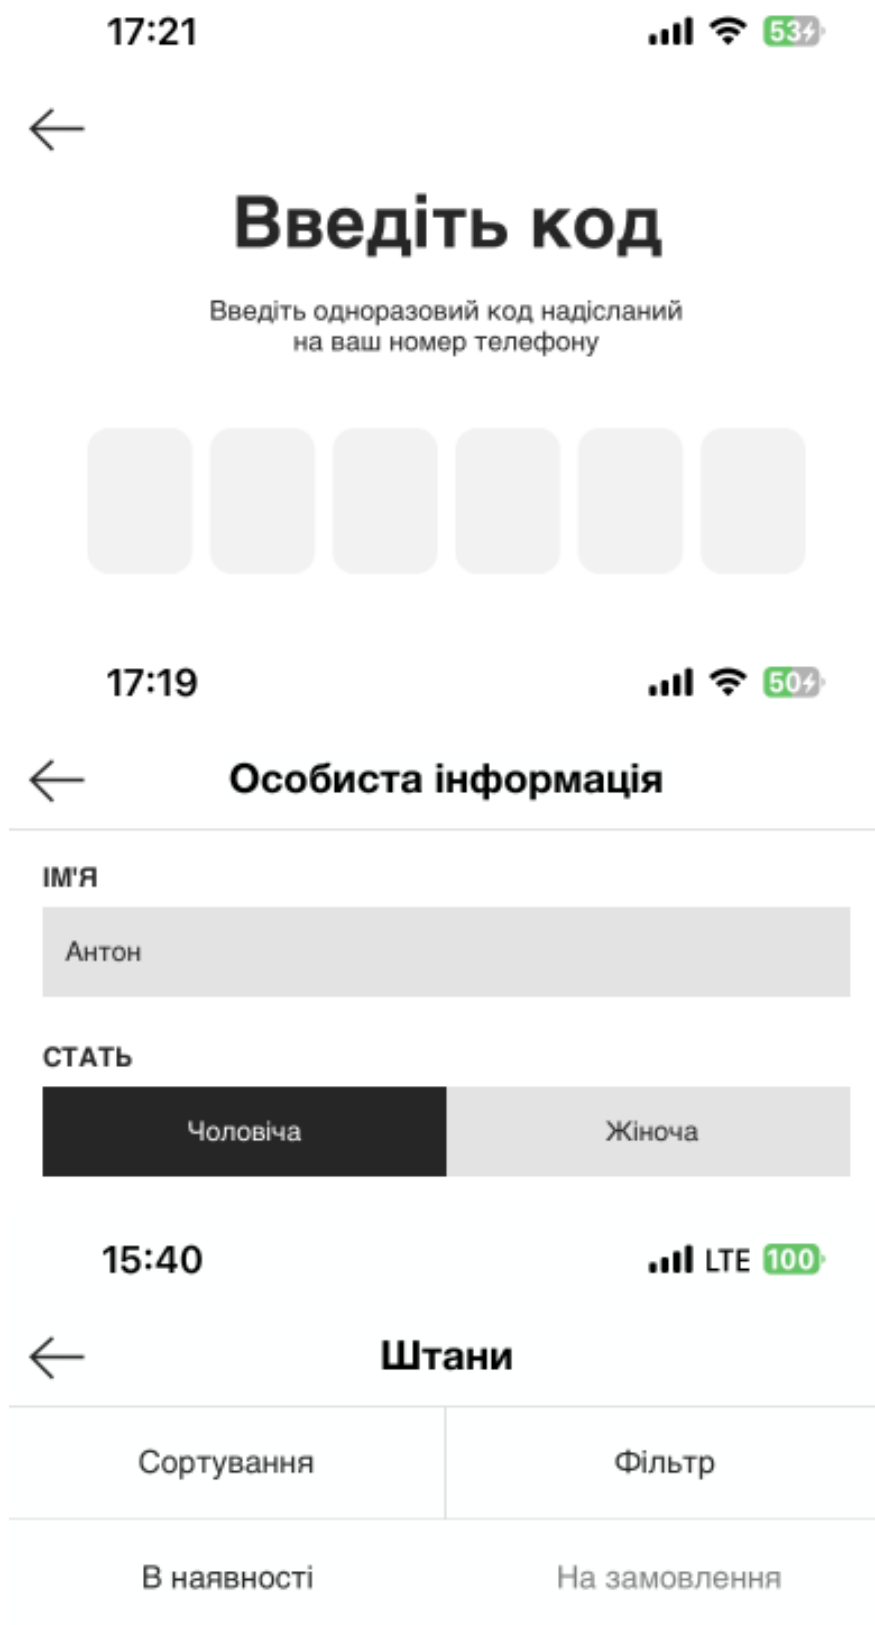 17:21 53
Введіть код
Введіть одноразовий код надісланий
на ваш номер телефону
17:19 50
Особиста інформація
ІМ'Я
Антон
СТАТЬ
Чоловіча Жіноча
15:40 LTE 100
Штани
Сортування Фільтр
В наявності На замовлення